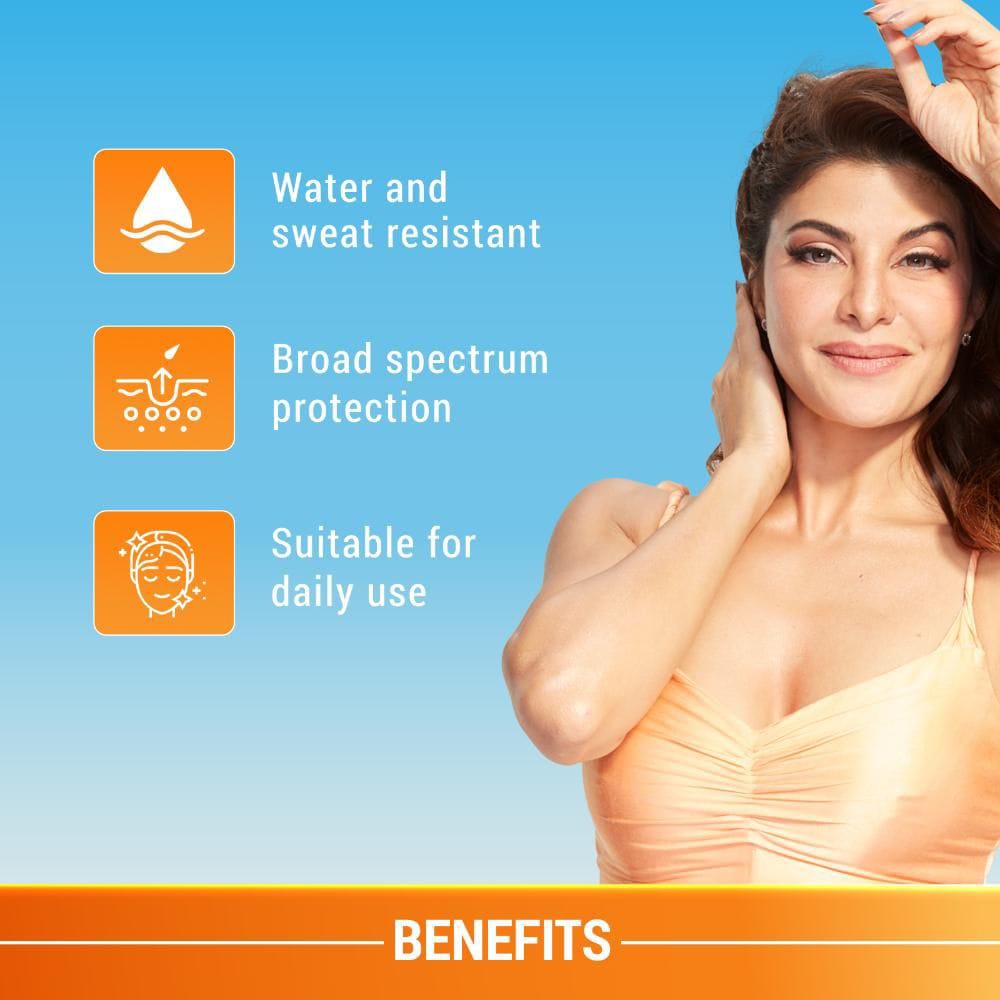 Water and
sweat resistant
Broad spectrum
protection
Suitable for
daily use
BENEFITS